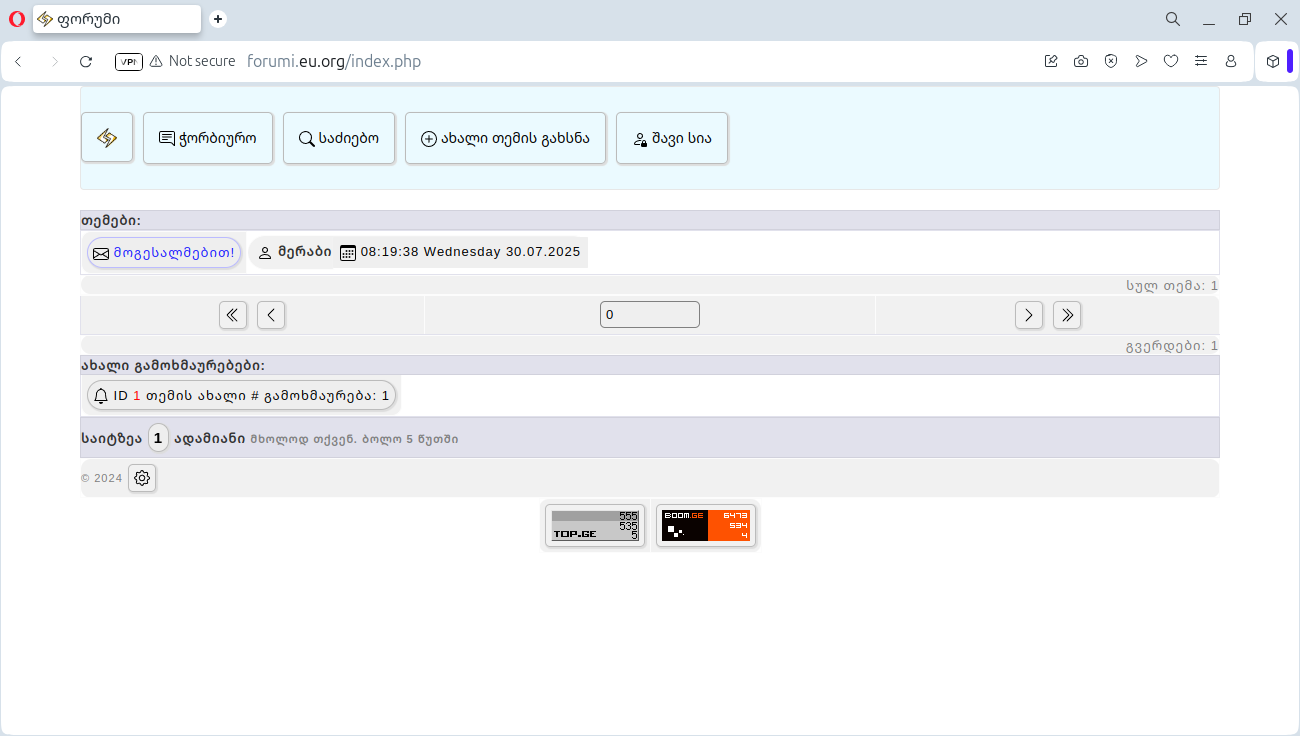 ფორუმი
VPN Not secure forumi.eu.org/index.php
ჭორბიურო საძიებო ახალი თემის გახსნა შავი სია
თემები:
მოგესალმებით! მერაბი 08:19:38 Wednesday 30.07.2025
სულ თემა: 1
0
გვერდები: 1
ახალი გამოხმაურებები:
ID 1 თემის ახალი # გამოხმაურება: 1
საიტზეა 1 ადამიანი მხოლოდ თქვენ. ბოლო 5 წუთში
© 2024
555
535
TOP.GE 5
BOOM.GE 6473
534
4